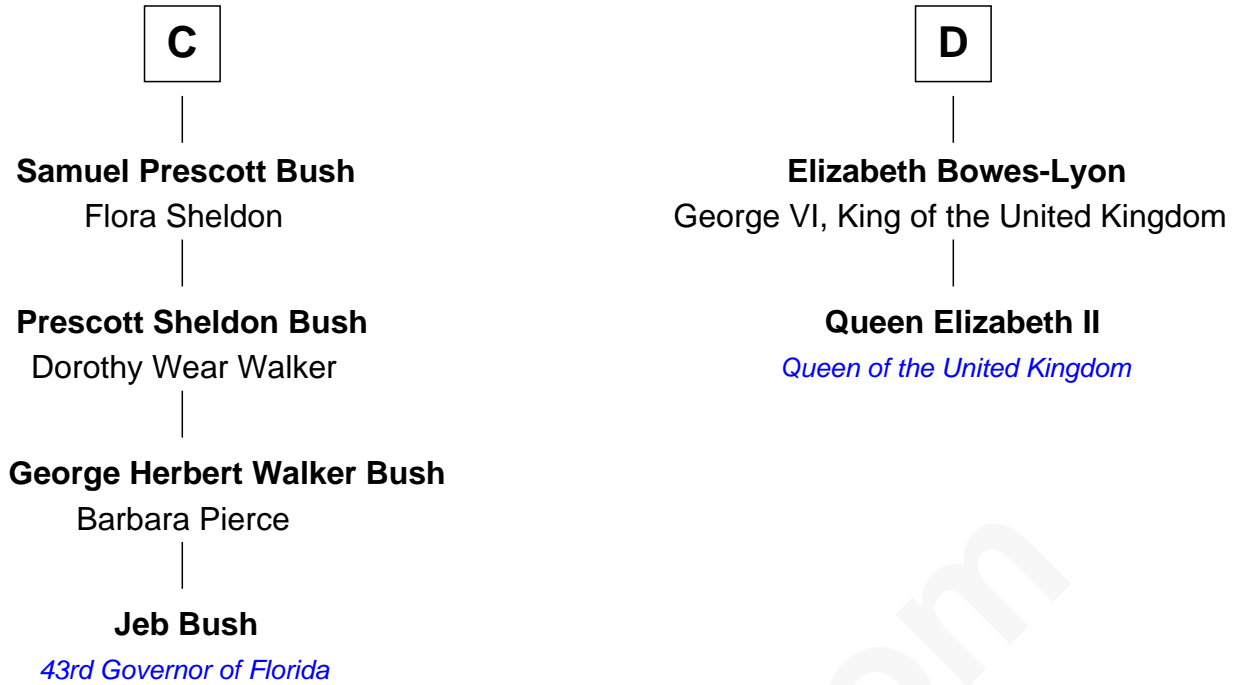 C
Samuel Prescott Bush
Flora Sheldon
Prescott Sheldon Bush
Dorothy Wear Walker
George Herbert Walker Bush
Barbara Pierce
Jeb Bush
43rd Governor of Florida
D
Elizabeth Bowes-Lyon
George VI, King of the United Kingdom
Queen Elizabeth II
Queen of the United Kingdom
om